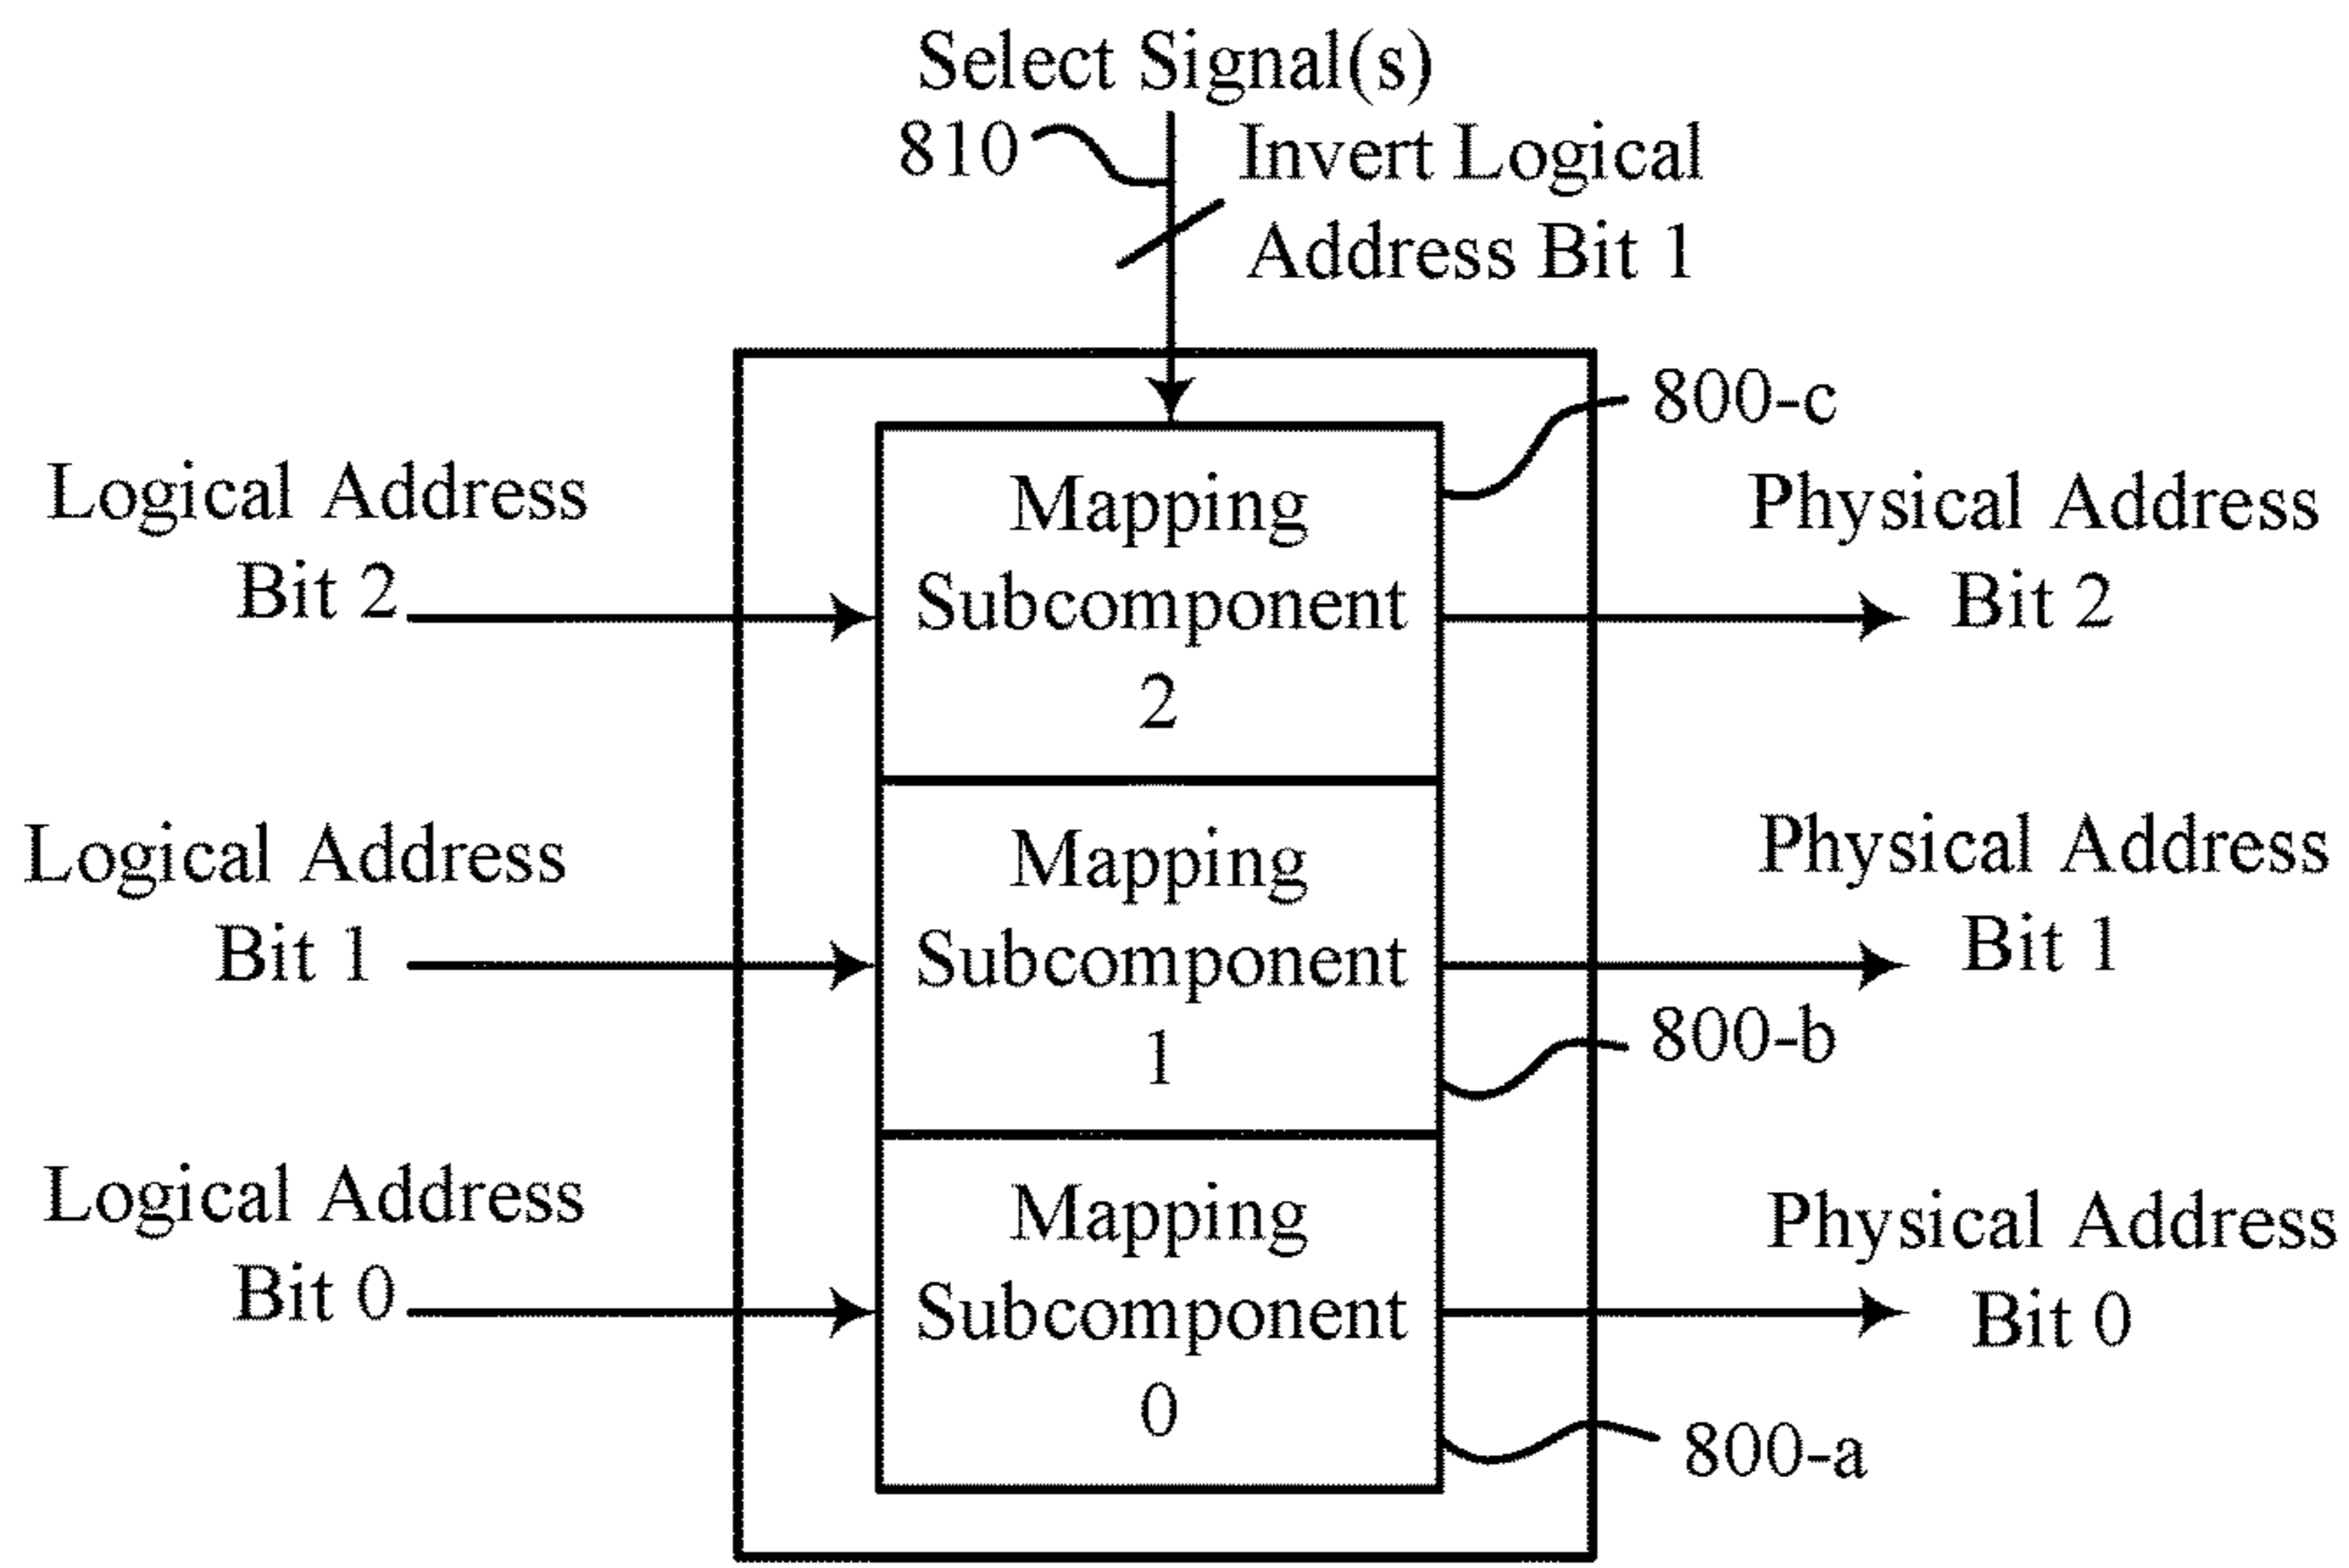 Select Signal(s)
810
Invert Logical
Address Bit 1
800-c
Logical Address
Bit 2
Mapping
Subcomponent
2
Physical Address
Bit 2
Logical Address
Bit 1
Mapping
Subcomponent
1
Physical Address
Bit 1
800-b
Logical Address
Bit 0
Mapping
Subcomponent
0
Physical Address
Bit 0
800-a